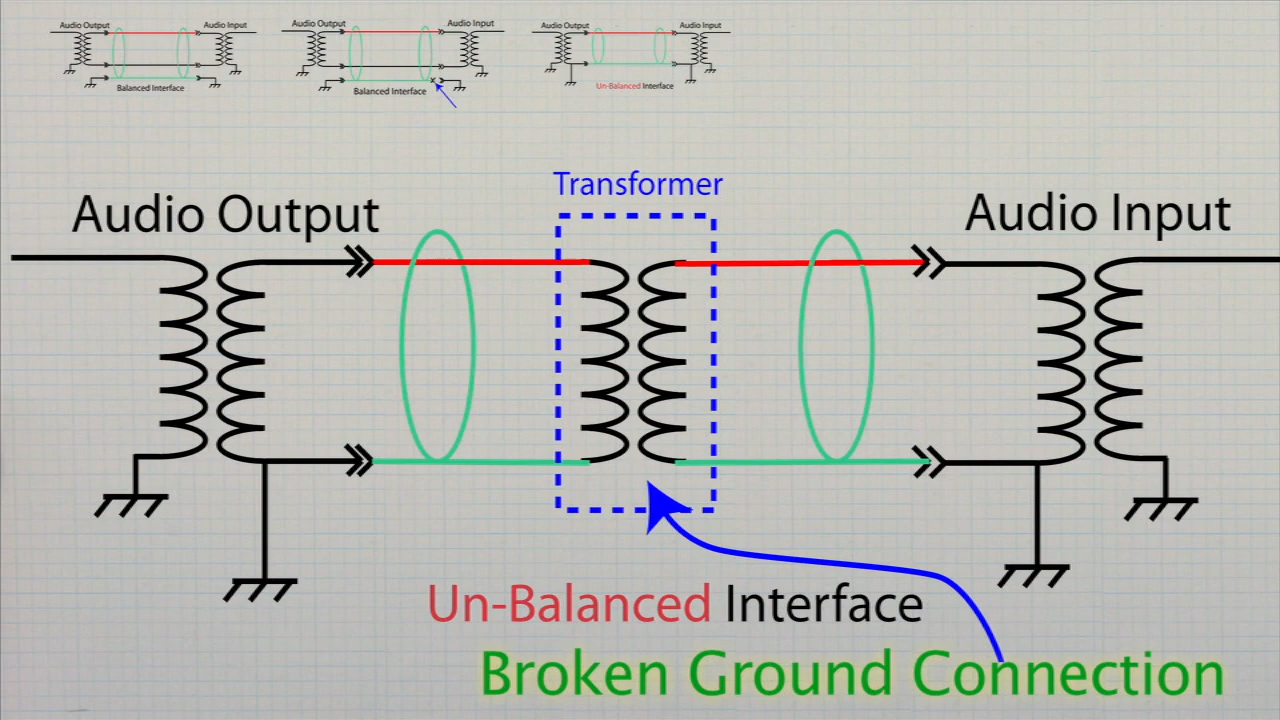 Audio Output
Audio Input
Balanced Interface
Audio Output
Audio Input
Balanced Interface
Audio Output
Audio Input
Un-Balanced Interface
Transformer
Audio Output
Audio Input
Un-Balanced Interface
Broken Ground Connection